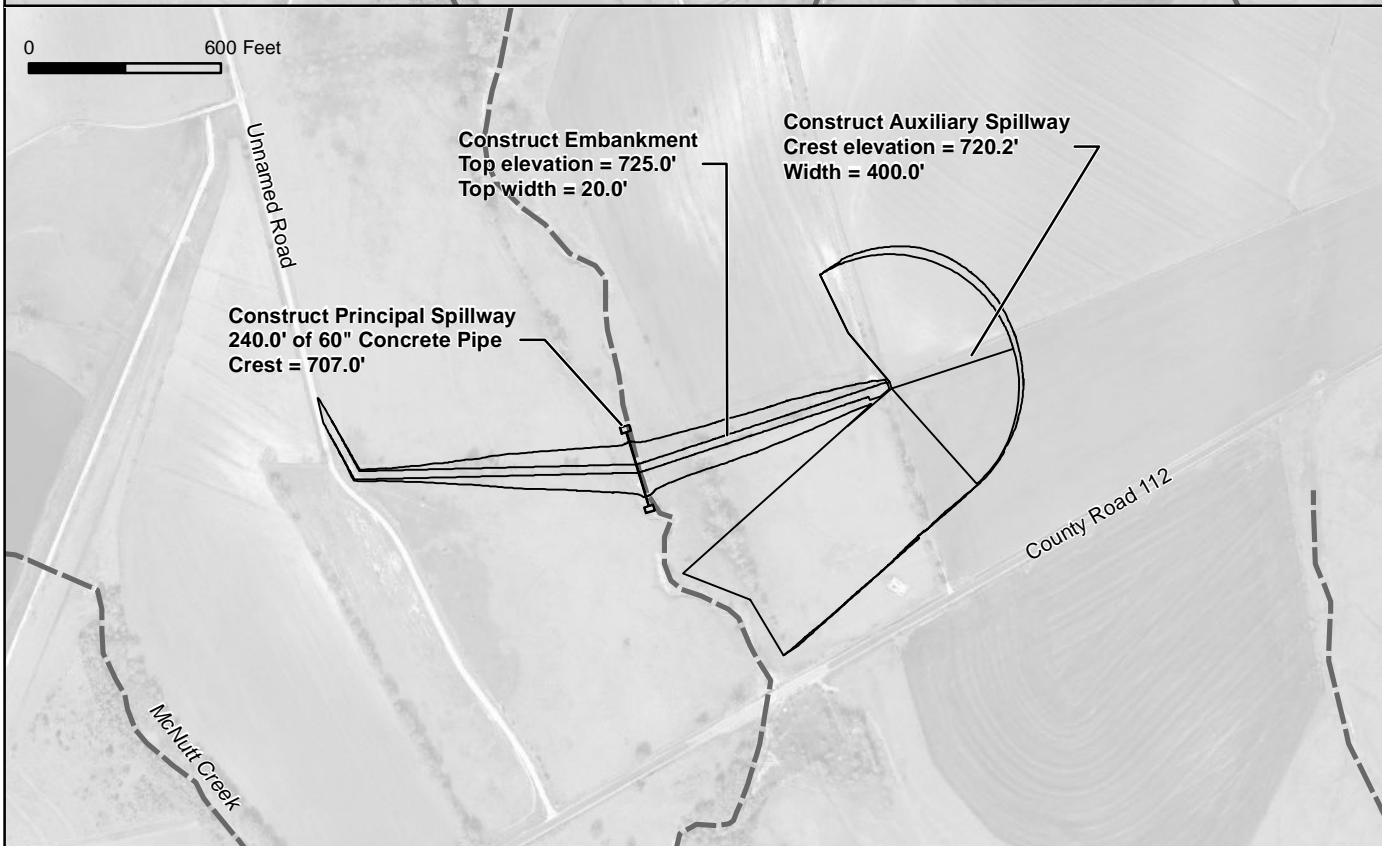 0 600 Feet
Unnamed Road
Construct Embankment
Top elevation = 725.0'
Top width = 20.0'
Construct Auxiliary Spillway
Crest elevation = 720.2'
Width = 400.0'
Construct Principal Spillway
240.0' of 60" Concrete Pipe
Crest = 707.0'
County Road 112
McNutt Creek